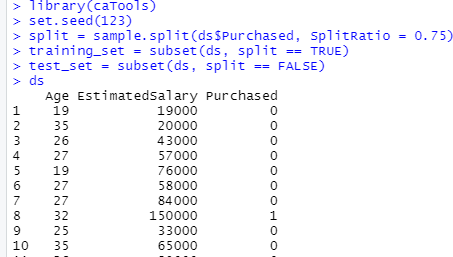 > library(caTools)
> set.seed(123)
> split = sample.split(ds$Purchased, SplitRatio = 0.75)
> training_set = subset(ds, split == TRUE)
> test_set = subset(ds, split == FALSE)
> ds
Age EstimatedSalary Purchased
1 19 19000 0
2 35 20000 0
3 26 43000 0
4 27 57000 0
5 19 76000 0
6 27 58000 0
7 27 84000 0
8 32 150000 1
9 25 33000 0
10 35 65000 0